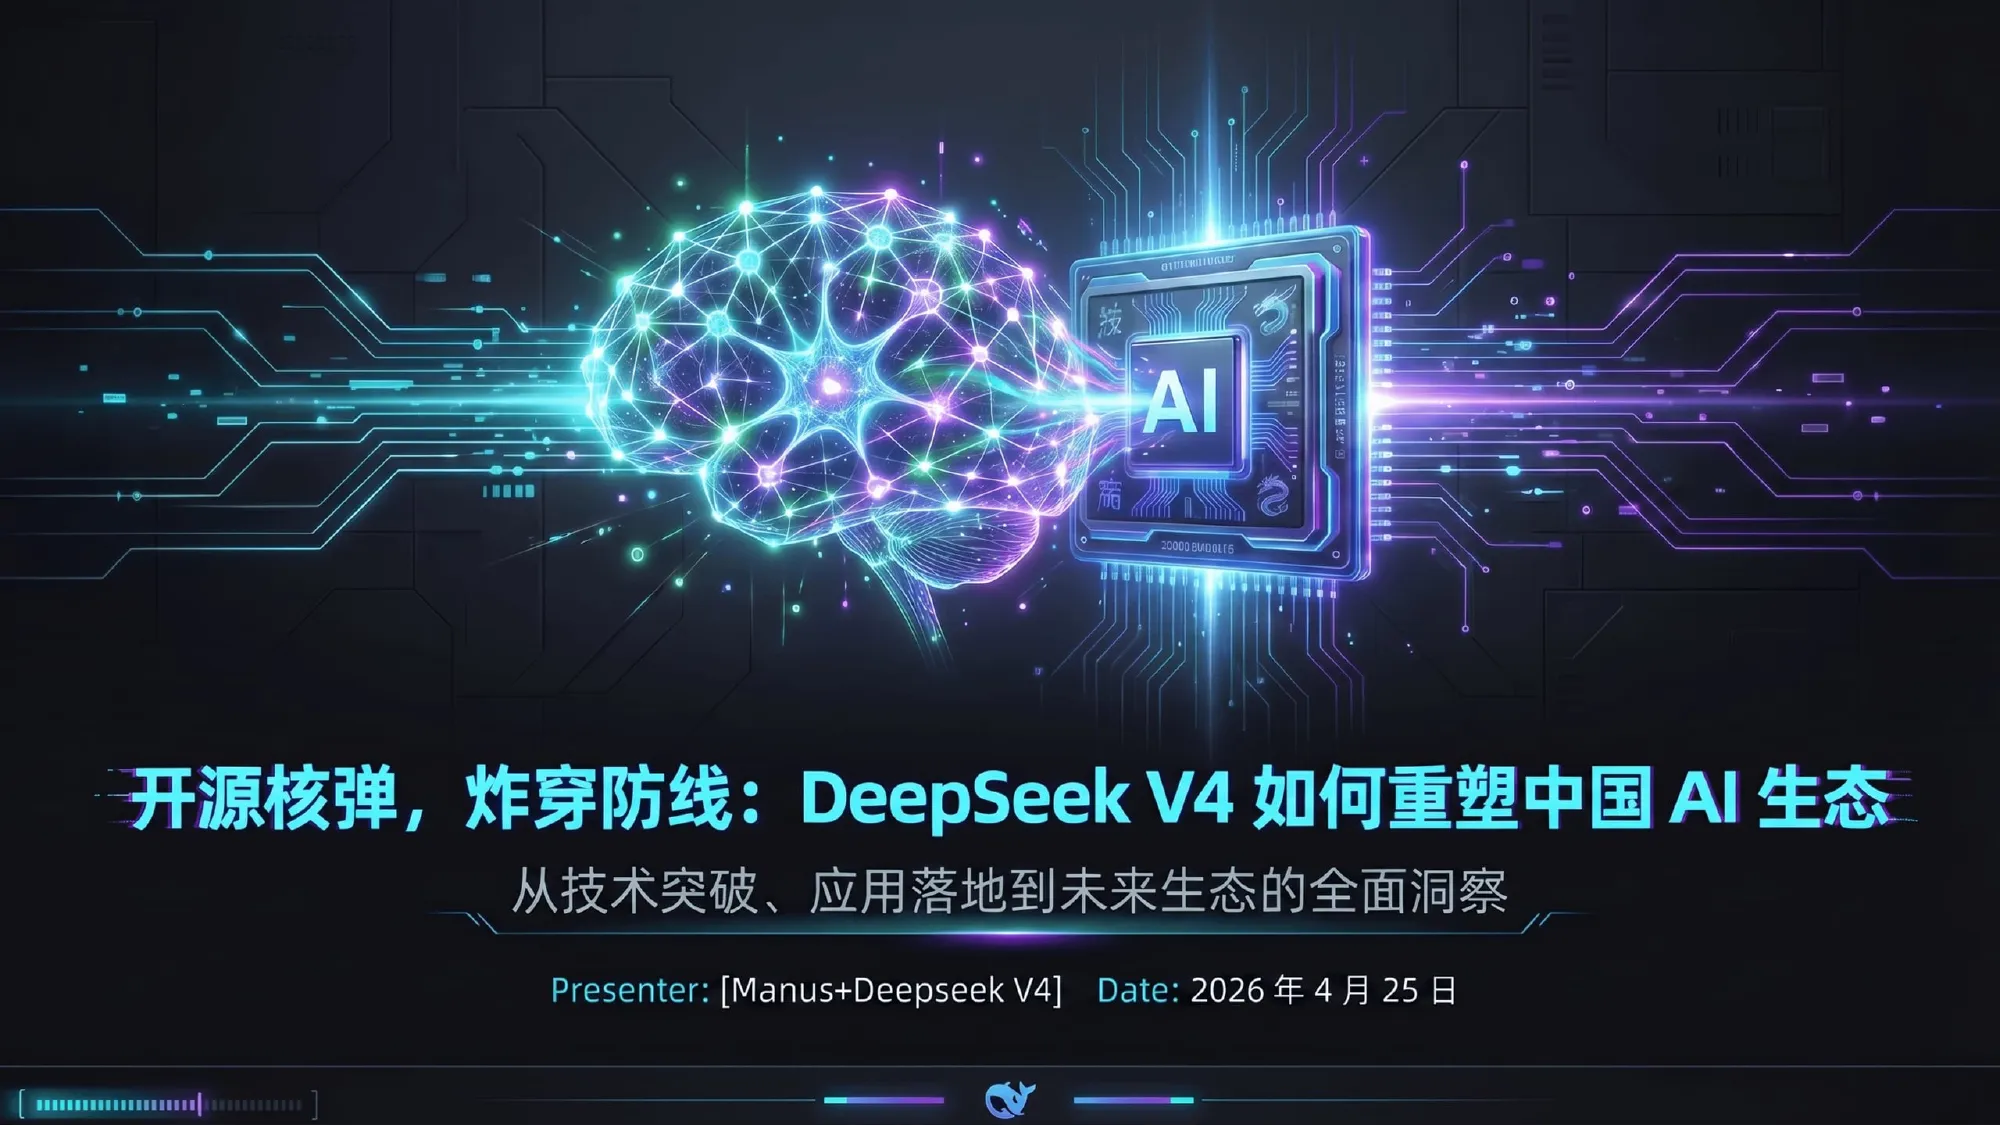 AI
开源核弹，炸穿防线：DeepSeek V4 如何重塑中国 AI 生态
从技术突破、应用落地到未来生态的全面洞察
Presenter: [Manus+Deepseek V4] Date: 2026 年 4 月 25 日